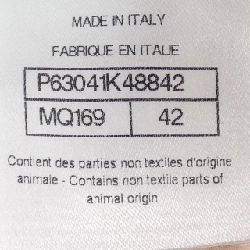 MADE IN ITALY
FABRIQUE EN ITALIE
P63041K48842
MQ169 42
Contient des parties non textiles d'origine
animale - Contains non textile parts of
animal origin